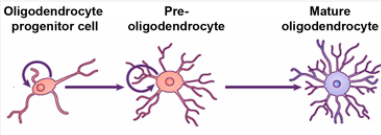 Oligodendrocyte
progenitor cell
Pre-
oligodendrocyte
Mature
oligodendrocyte